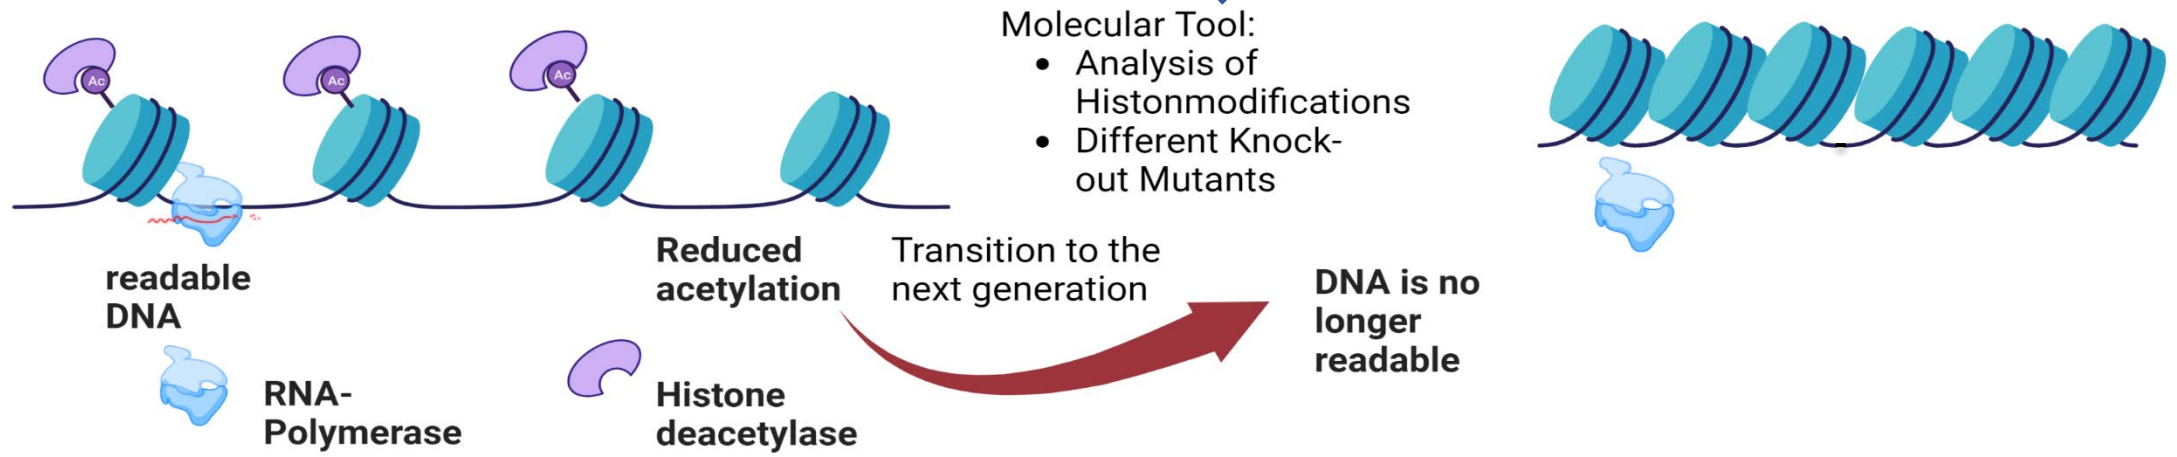 Ac
Ac
Ac
Molecular Tool:
• Analysis of
Histonmodifications
• Different Knock-
out Mutants
readable
DNA
Reduced
acetylation
Transition to the
next generation
DNA is no
longer
readable
RNA-
Polymerase
Histone
deacetylase